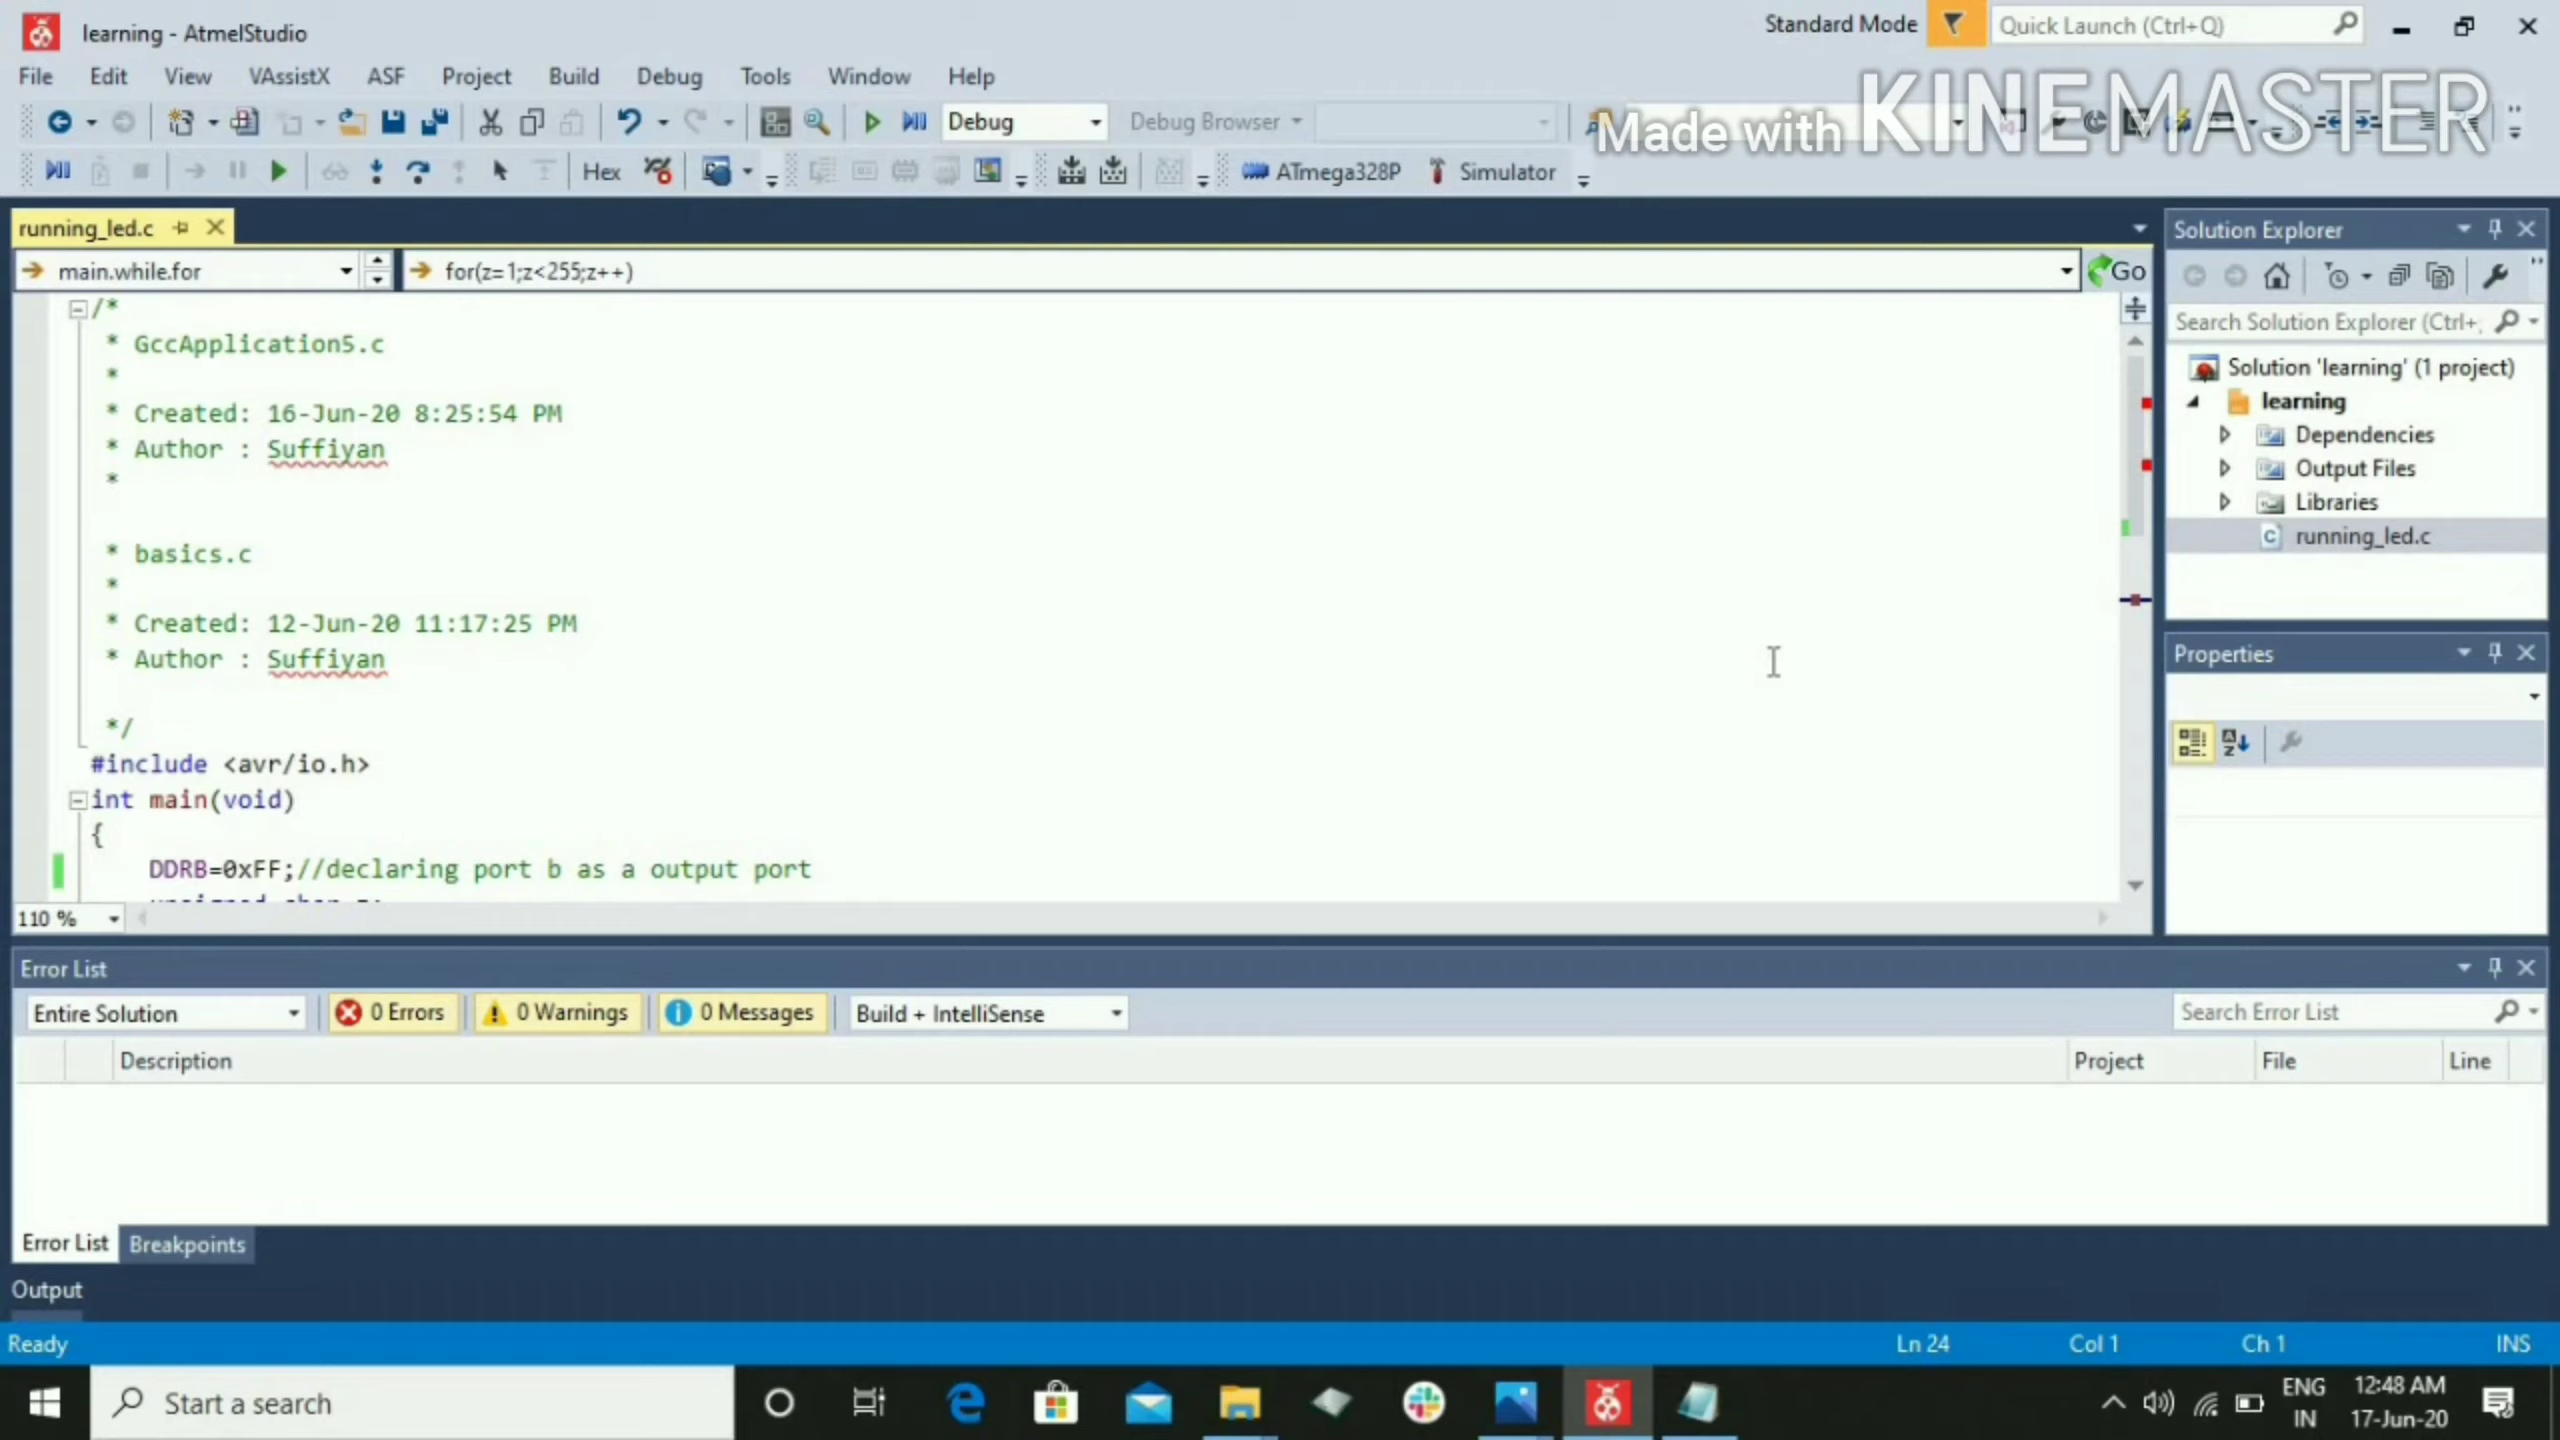 learning - AtmelStudio
Standard Mode
Quick Launch (Ctrl+Q)
File Edit View VAssistX ASF Project Build Debug Tools Window Help
Made with KINEMASTER
Debug
Debug Browser
Hex
ATmega328P
Simulator
running_led.c
main.while.for
for(z=1;z<255;z++)
Go
/*
* GccApplication5.c
*
* Created: 16-Jun-20 8:25:54 PM
* Author : Suffiyan
*
* basics.c
*
* Created: 12-Jun-20 11:17:25 PM
* Author : Suffiyan
*/
#include <avr/io.h>
int main(void)
{
DDRB=0xFF;//declaring port b as a output port
110 %
Solution Explorer
Search Solution Explorer (Ctrl+;
Solution 'learning' (1 project)
learning
Dependencies
Output Files
Libraries
running_led.c
Properties
Error List
Entire Solution
0 Errors
0 Warnings
0 Messages
Build + IntelliSense
Search Error List
Description
Project
File
Line
Error List
Breakpoints
Output
Ready
Ln 24
Col 1
Ch 1
INS
Start a search
ENG
IN
12:48 AM
17-Jun-20